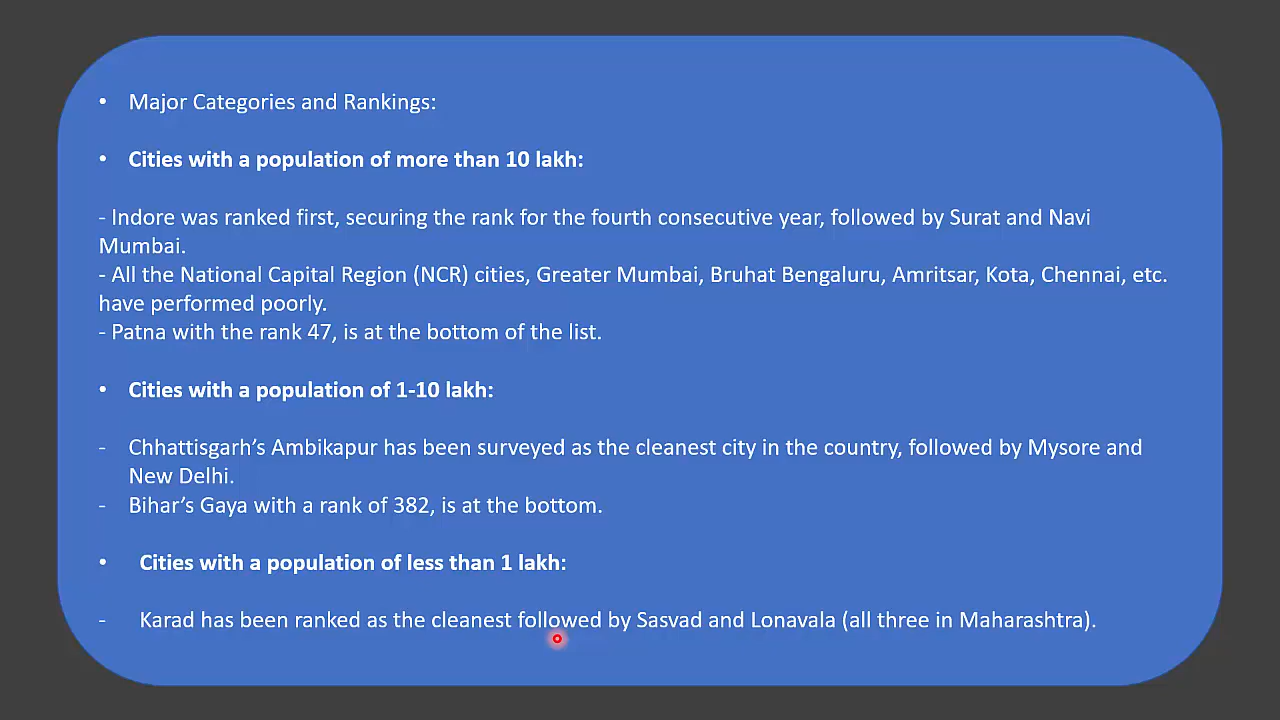 • Major Categories and Rankings:
• Cities with a population of more than 10 lakh:
- Indore was ranked first, securing the rank for the fourth consecutive year, followed by Surat and Navi
Mumbai.
- All the National Capital Region (NCR) cities, Greater Mumbai, Bruhat Bengaluru, Amritsar, Kota, Chennai, etc.
have performed poorly.
- Patna with the rank 47, is at the bottom of the list.
• Cities with a population of 1-10 lakh:
- Chhattisgarh’s Ambikapur has been surveyed as the cleanest city in the country, followed by Mysore and
New Delhi.
- Bihar’s Gaya with a rank of 382, is at the bottom.
• Cities with a population of less than 1 lakh:
- Karad has been ranked as the cleanest followed by Sasvad and Lonavala (all three in Maharashtra).